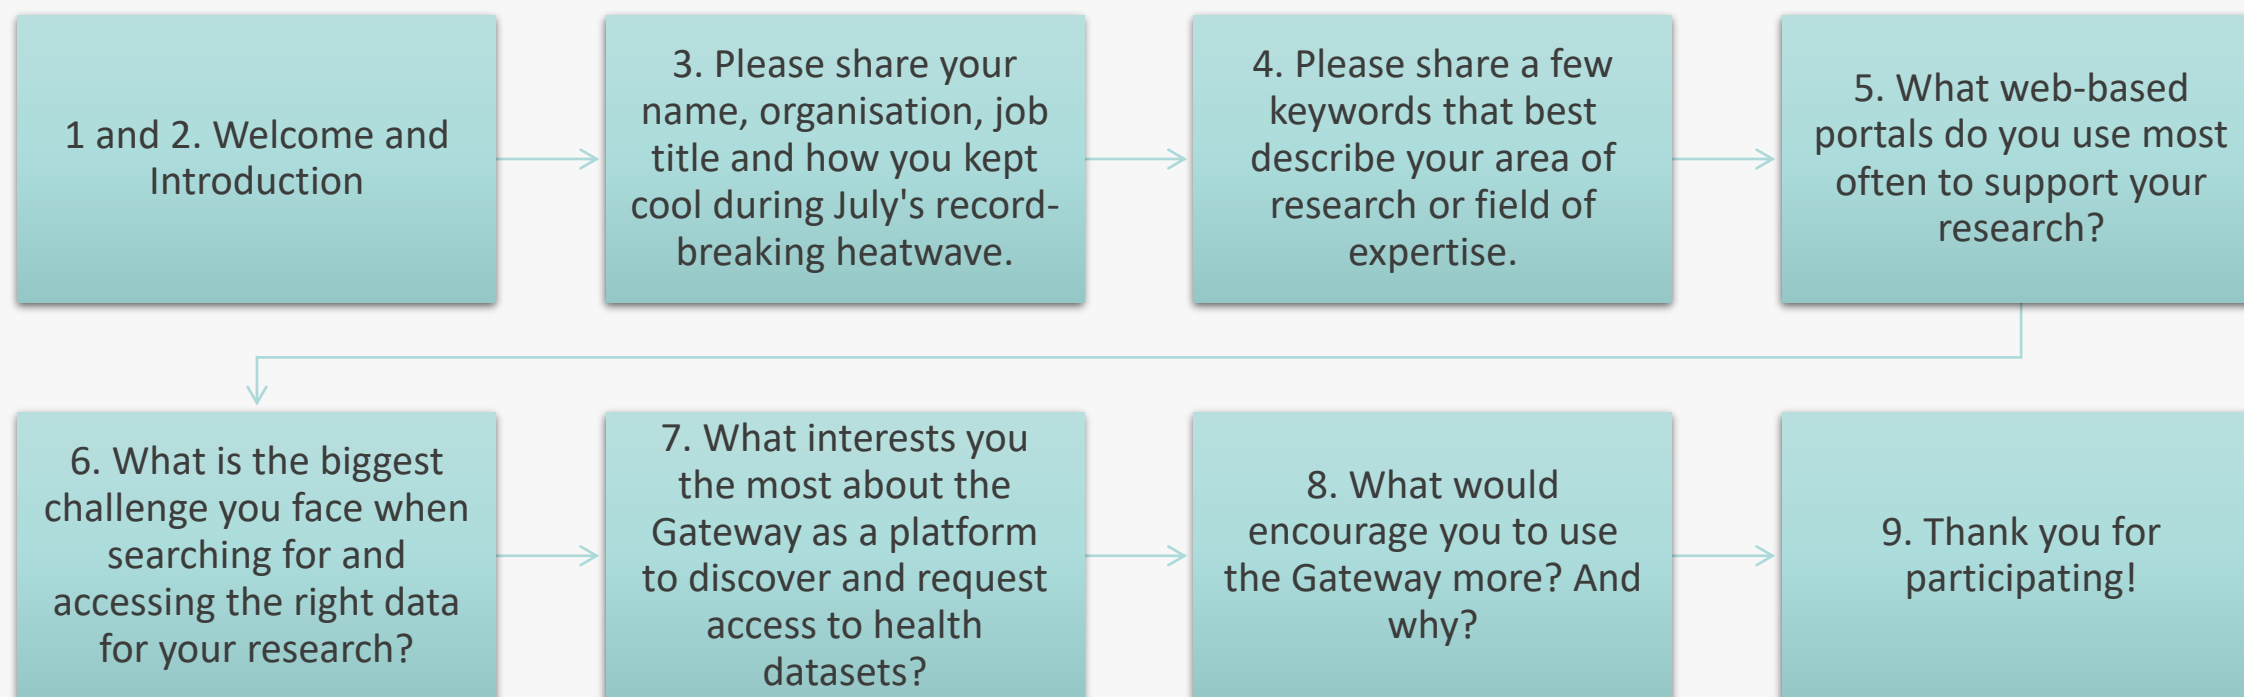 1 and 2. Welcome and
Introduction
3. Please share your
name, organisation, job
title and how you kept
cool during July's record-
breaking heatwave.
4. Please share a few
keywords that best
describe your area of
research or field of
expertise.
5. What web-based
portals do you use most
often to support your
research?
6. What is the biggest
challenge you face when
searching for and
accessing the right data
for your research?
7. What interests you
the most about the
Gateway as a platform
to discover and request
access to health
datasets?
8. What would
encourage you to use
the Gateway more? And
why?
9. Thank you for
participating!